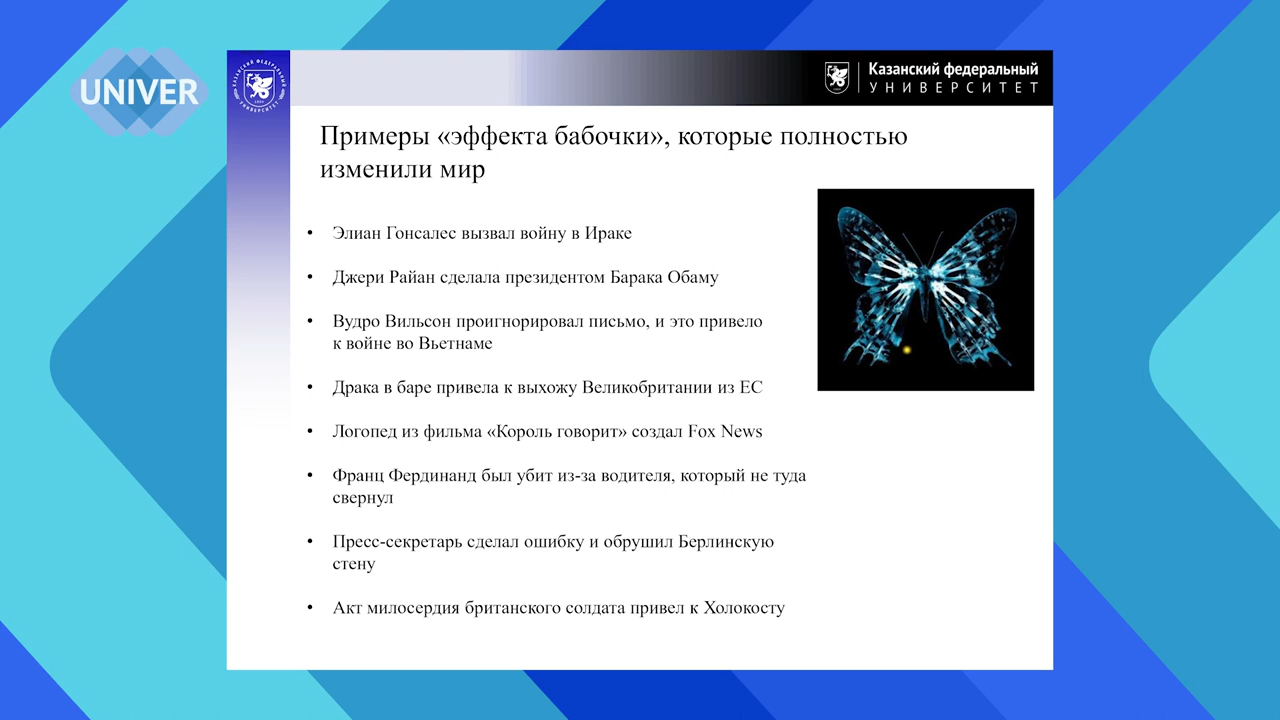 UNIVER
КАЗАНСКИЙ ФЕДЕРАЛЬНЫЙ УНИВЕРСИТЕТ
Казанский федеральный
УНИВЕРСИТЕТ
Примеры «эффекта бабочки», которые полностью
изменили мир
• Элиан Гонсалес вызвал войну в Ираке
• Джери Райан сделала президентом Барака Обаму
• Вудро Вильсон проигнорировал письмо, и это привело
к войне во Вьетнаме
• Драка в баре привела к выхожу Великобритании из ЕС
• Логопед из фильма «Король говорит» создал Fox News
• Франц Фердинанд был убит из-за водителя, который не туда
свернул
• Пресс-секретарь сделал ошибку и обрушил Берлинскую
стену
• Акт милосердия британского солдата привел к Холокосту